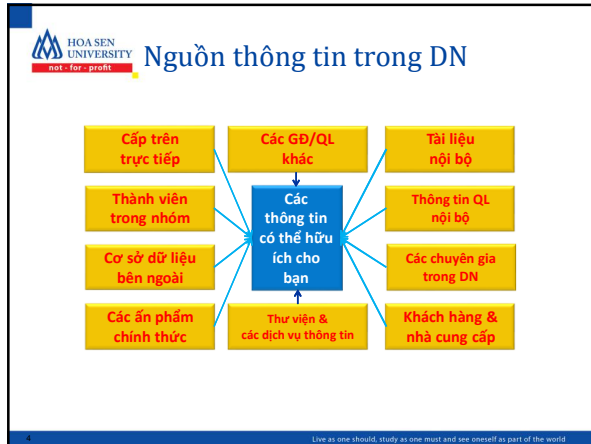 HOA SEN
UNIVERSITY
not - for - profit
Nguồn thông tin trong DN
Cấp trên
trực tiếp
Các GĐ/QL
khác
Tài liệu
nội bộ
Thành viên
trong nhóm
Các
thông tin
có thể hữu
ích cho
bạn
Thông tin QL
nội bộ
Cơ sở dữ liệu
bên ngoài
Các chuyên gia
trong DN
Các ấn phẩm
chính thức
Thư viện &
các dịch vụ thông tin
Khách hàng &
nhà cung cấp
4
Live as one should, study as one must and see oneself as part of the world